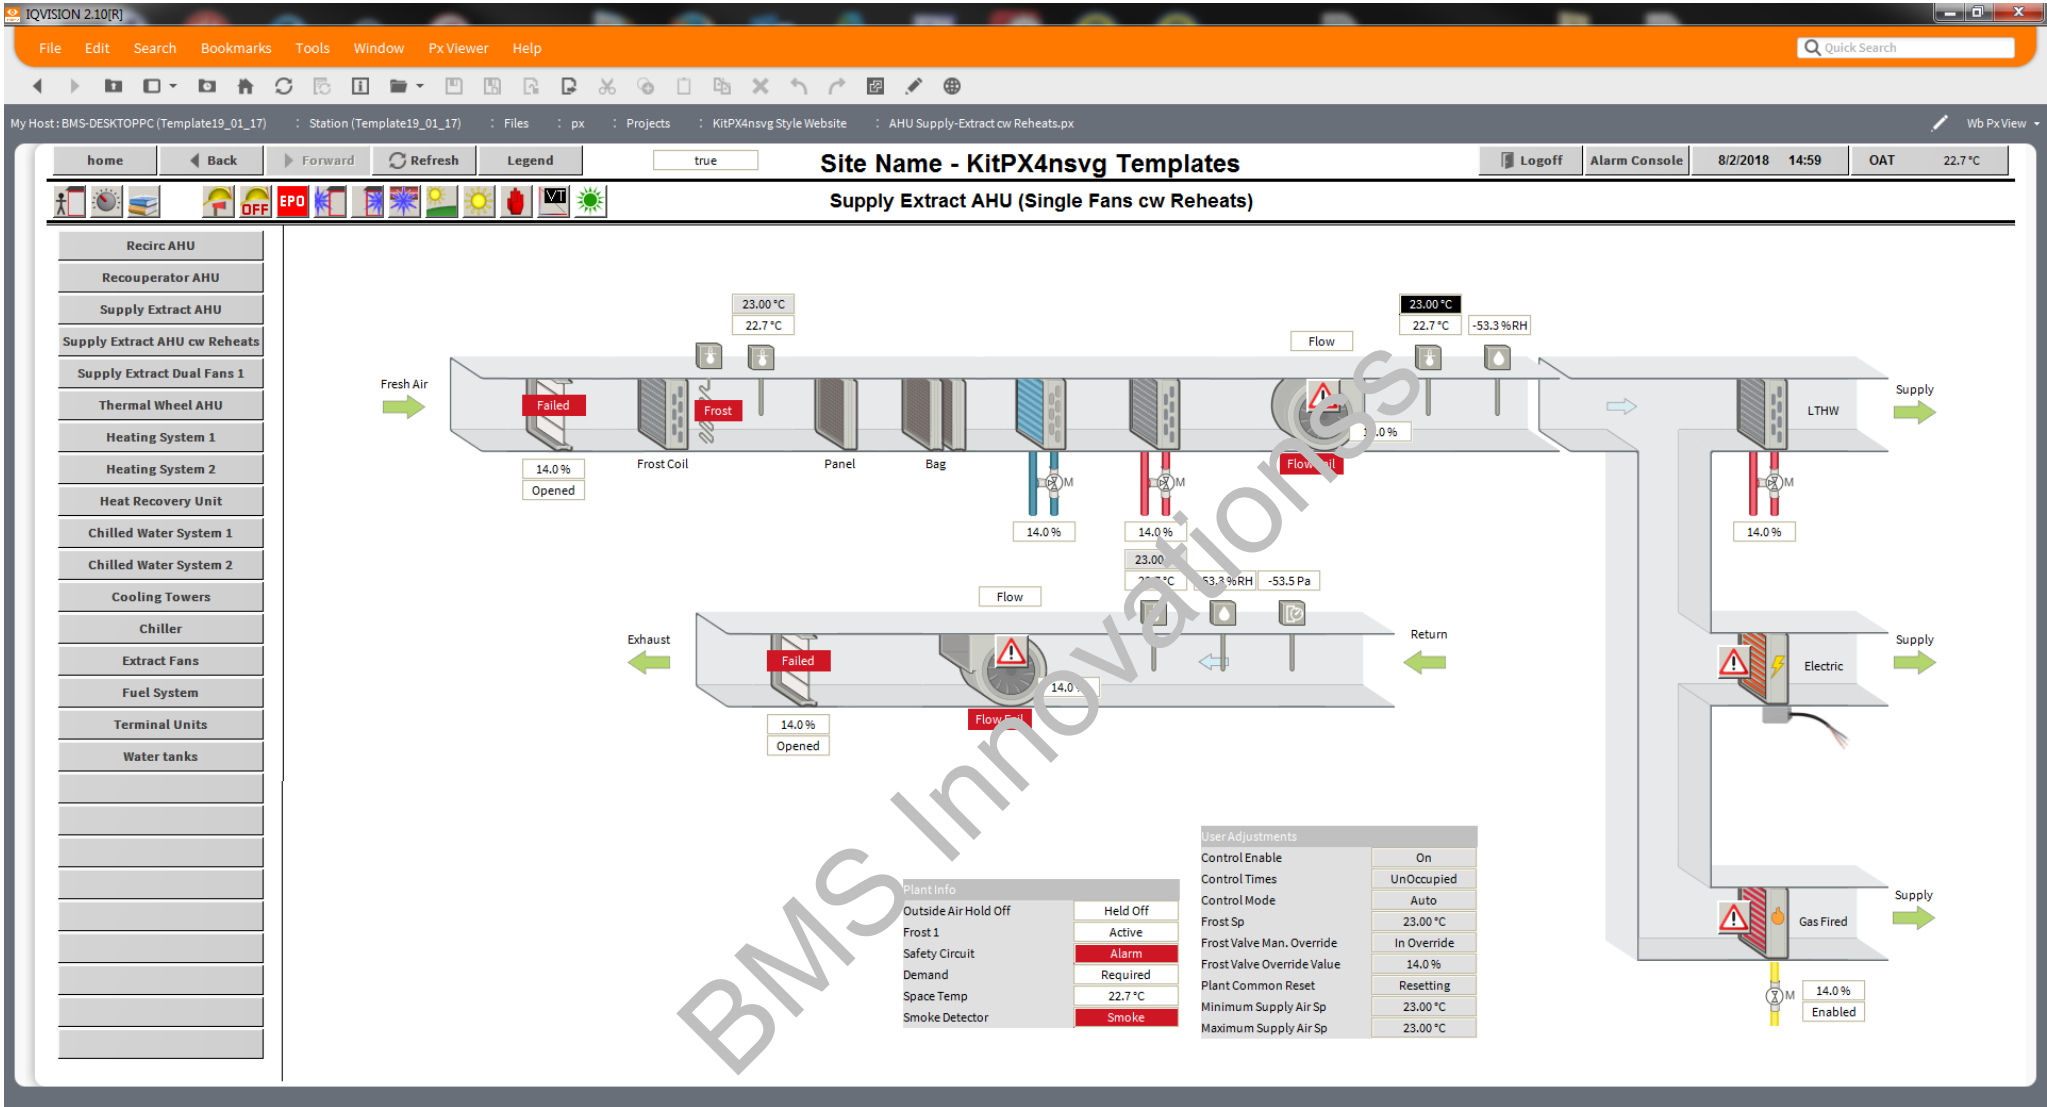 IQVISION 2.10[R]
File Edit Search Bookmarks Tools Window Px Viewer Help
Quick Search
My Host : BMS-DESKTOPPC (Template19_01_17) : Station (Template19_01_17) : Files : px : Projects : KitPX4nsvg Style Website : AHU Supply-Extract cw Reheats.px
Wb Px View
home Back Forward Refresh Legend
true
Site Name - KitPX4nsvg Templates
Logoff Alarm Console 8/2/2018 14:59 OAT 22.7 °C
OFF EPO VT
Supply Extract AHU (Single Fans cw Reheats)
Recirc AHU
Recouperator AHU
Supply Extract AHU
Supply Extract AHU cw Reheats
Supply Extract Dual Fans 1
Thermal Wheel AHU
Heating System 1
Heating System 2
Heat Recovery Unit
Chilled Water System 1
Chilled Water System 2
Cooling Towers
Chiller
Extract Fans
Fuel System
Terminal Units
Water tanks
23.00 °C
22.7 °C
23.00 °C
22.7 °C -53.3 %RH
Flow
Fresh Air
Failed
Frost
14.0 %
Opened
Frost Coil
Panel
Bag
M
14.0 %
M
14.0 %
LTHW
Supply
M
14.0 %
23.00
-53.5 Pa
Flow
Exhaust
Failed
14.0 %
Opened
Return
Electric
Supply
Gas Fired
Supply
M
14.0 %
Enabled
Plant Info
Outside Air Hold Off Held Off
Frost 1 Active
Safety Circuit Alarm
Demand Required
Space Temp 22.7 °C
Smoke Detector Smoke
User Adjustments
Control Enable On
Control Times UnOccupied
Control Mode Auto
Frost Sp 23.00 °C
Frost Valve Man. Override In Override
Frost Valve Override Value 14.0 %
Plant Common Reset Resetting
Minimum Supply Air Sp 23.00 °C
Maximum Supply Air Sp 23.00 °C
BMS Innovationss